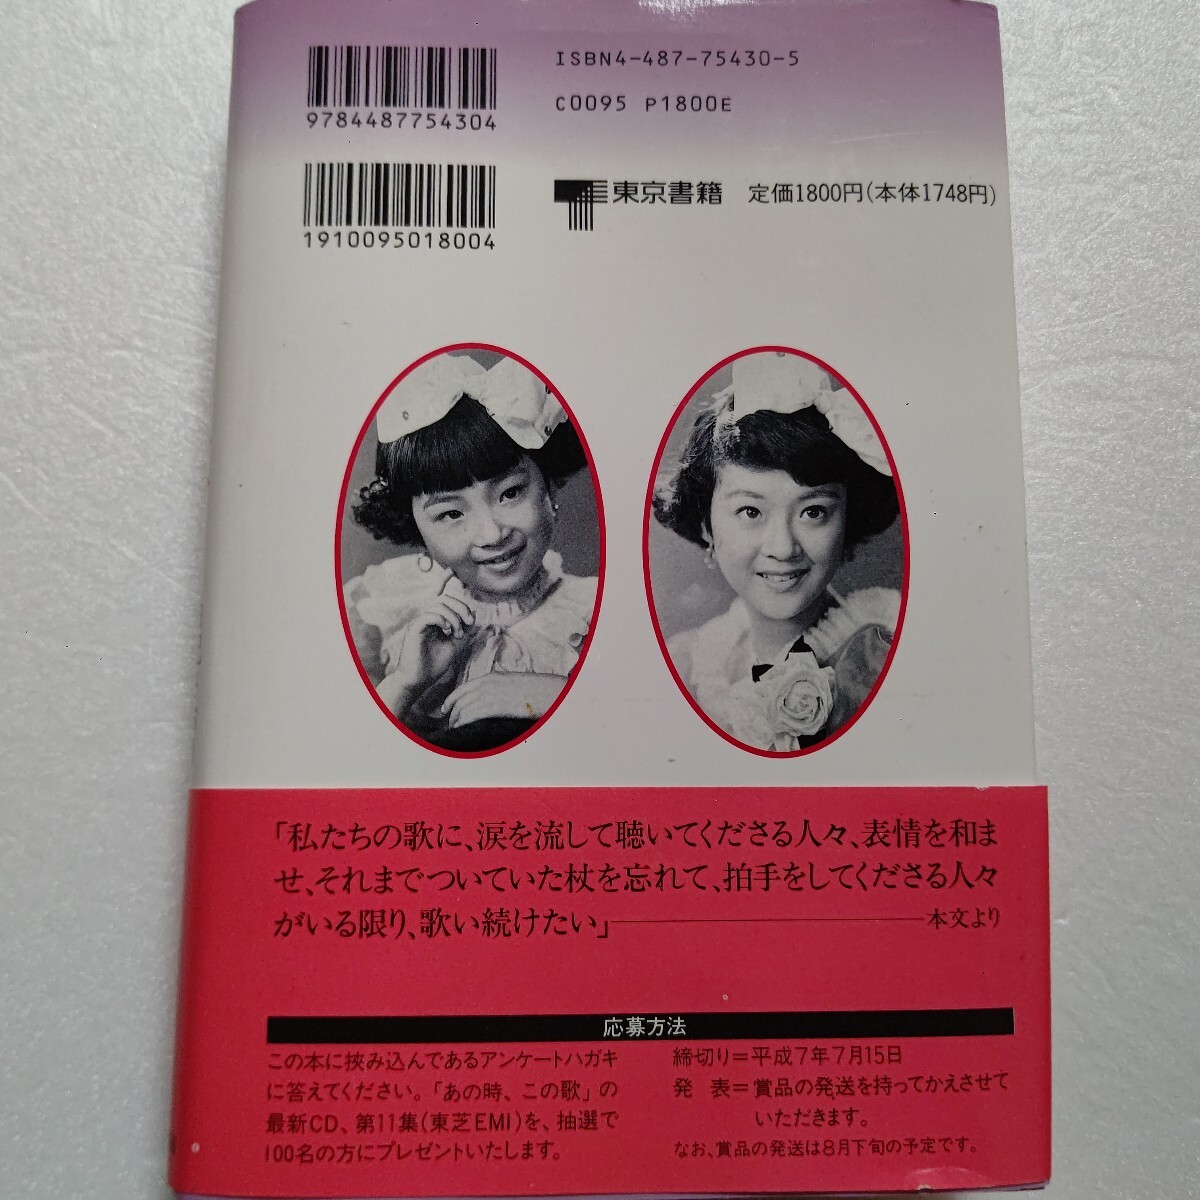 9784487754304
ISBN4-487-75430-5
C0095 P1800E
1910095018004
東京書籍 定価1800円(本体1748円)
「私たちの歌に、涙を流して聴いてくださる人々、表情を和ま
せ、それまでついていた杖を忘れて、拍手をしてくださる人々
がいる限り、歌い続けたい」―本文より
応募方法
この本に挟み込んであるアンケートハガキ
に答えてください。「あの時、この歌」の
最新CD、第11集(東芝EMI)を、抽選で
100名の方にプレゼントいたします。
締切り＝平成7年7月15日
発 表＝賞品の発送を持ってかえさせて
いただきます。
なお、賞品の発送は8月下旬の予定です。